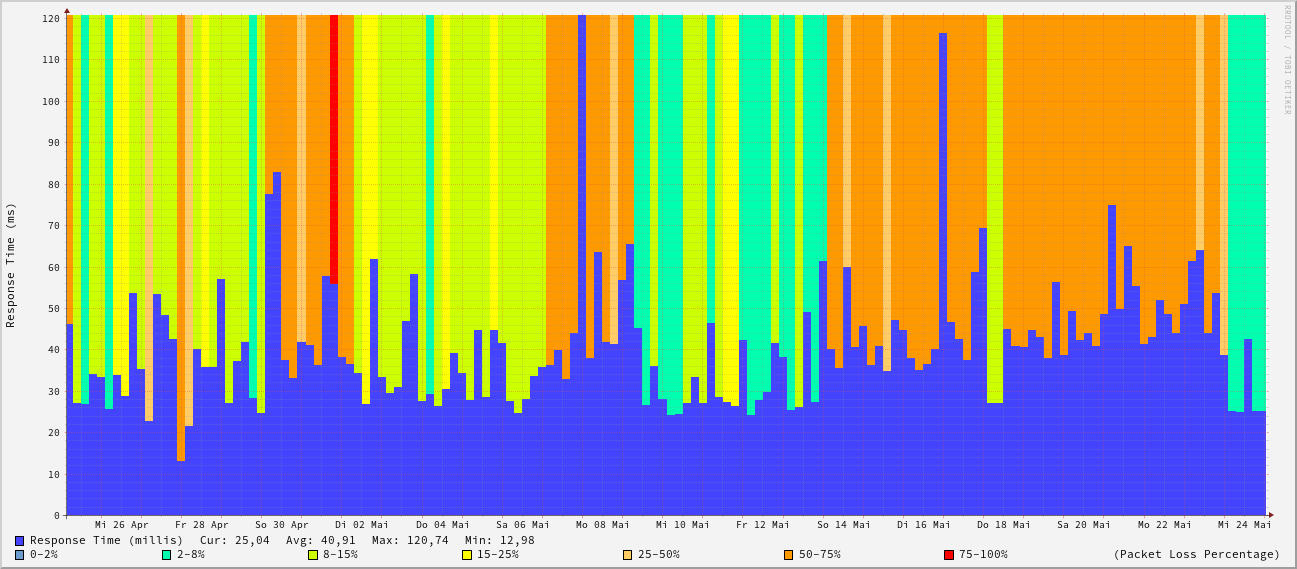 RRDTOOL / TOBI OETIKER
Response Time (ms)
120
110
100
90
80
70
60
50
40
30
20
10
0
Mi 26 Apr Fr 28 Apr So 30 Apr Di 02 Mai Do 04 Mai Sa 06 Mai Mo 08 Mai Mi 10 Mai Fr 12 Mai So 14 Mai Di 16 Mai Do 18 Mai Sa 20 Mai Mo 22 Mai Mi 24 Mai
Response Time (millis) Cur: 25,04 Avg: 40,91 Max: 120,74 Min: 12,98
0-2% 2-8% 8-15% 15-25% 25-50% 50-75% 75-100% (Packet Loss Percentage)